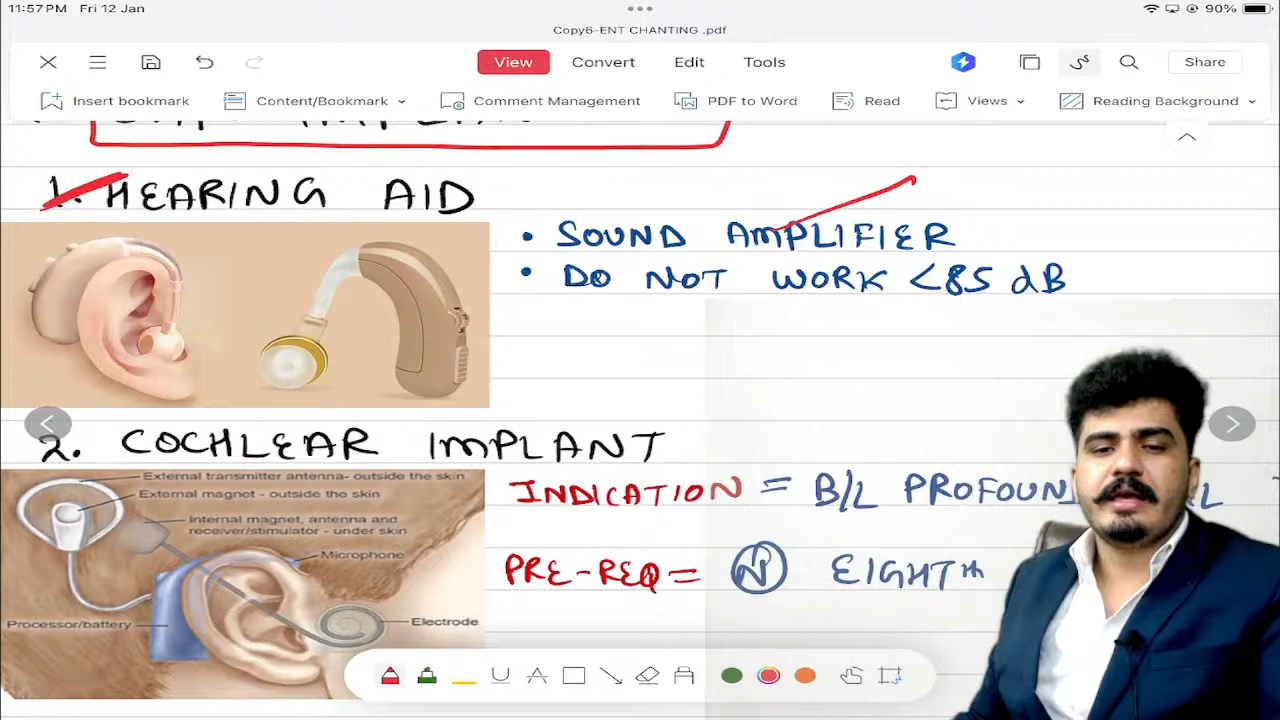 11:57PM Fri 12 Jan 90%
Copy6-ENT CHANTING .pdf
View Convert Edit Tools Share
Insert bookmark Content/Bookmark Comment Management PDF to Word Read Views Reading Background
1. HEARING AID
• SOUND AMPLIFIER
• DO NOT WORK <85 dB
2. COCHLEAR IMPLANT
External transmitter antenna- outside the skin
External magnet - outside the skin
Internal magnet, antenna and
receiver/stimulator - under skin
Microphone
Processor/battery
Electrode
INDICATION = B/L PROFOUN
PRE-REQ = N EIGHTth